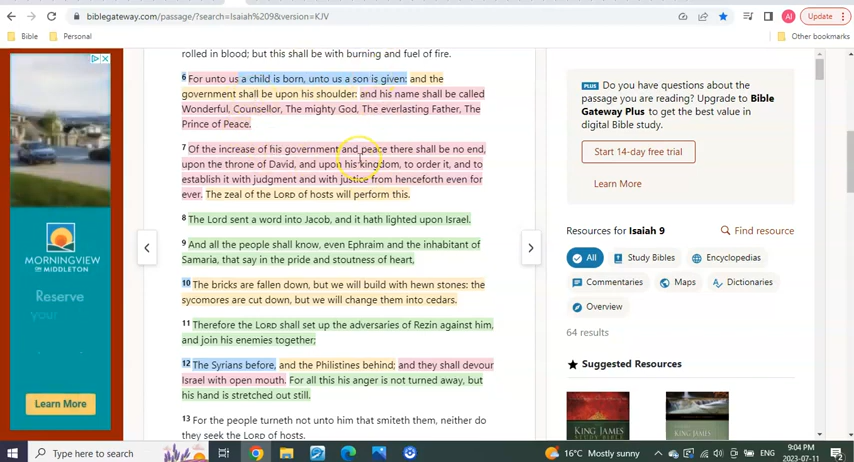 biblegateway.com/passage/?search=Isaiah%209&version=KJV
AI
Update
Bible
Personal
Other bookmarks
rolled in blood; but this shall be with burning and fuel of fire.
6 For unto us a child is born, unto us a son is given: and the
government shall be upon his shoulder: and his name shall be called
Wonderful, Counsellor, The mighty God, The everlasting Father, The
Prince of Peace.
7 Of the increase of his government and peace there shall be no end,
upon the throne of David, and upon his kingdom, to order it, and to
establish it with judgment and with justice from henceforth even for
ever. The zeal of the LORD of hosts will perform this.
8 The Lord sent a word into Jacob, and it hath lighted upon Israel.
9 And all the people shall know, even Ephraim and the inhabitant of
Samaria, that say in the pride and stoutness of heart,
10 The bricks are fallen down, but we will build with hewn stones: the
sycomores are cut down, but we will change them into cedars.
11 Therefore the LORD shall set up the adversaries of Rezin against him,
and join his enemies together;
12 The Syrians before, and the Philistines behind; and they shall devour
Israel with open mouth. For all this his anger is not turned away, but
his hand is stretched out still.
13 For the people turneth not unto him that smiteth them, neither do
they seek the LORD of hosts.
MORNINGVIEW
IN MIDDLETON
Reserve
your
Learn More
PLUS Do you have questions about the
passage you are reading? Upgrade to Bible
Gateway Plus to get the best value in
digital Bible study.
Start 14-day free trial
Learn More
Resources for Isaiah 9
Find resource
All
Study Bibles
Encyclopedias
Commentaries
Maps
Dictionaries
Overview
64 results
Suggested Resources
KING JAMES
STUDY BIBLE
KING JAMES
Type here to search
16°C Mostly sunny
ENG
9:04 PM
2023-07-11
2